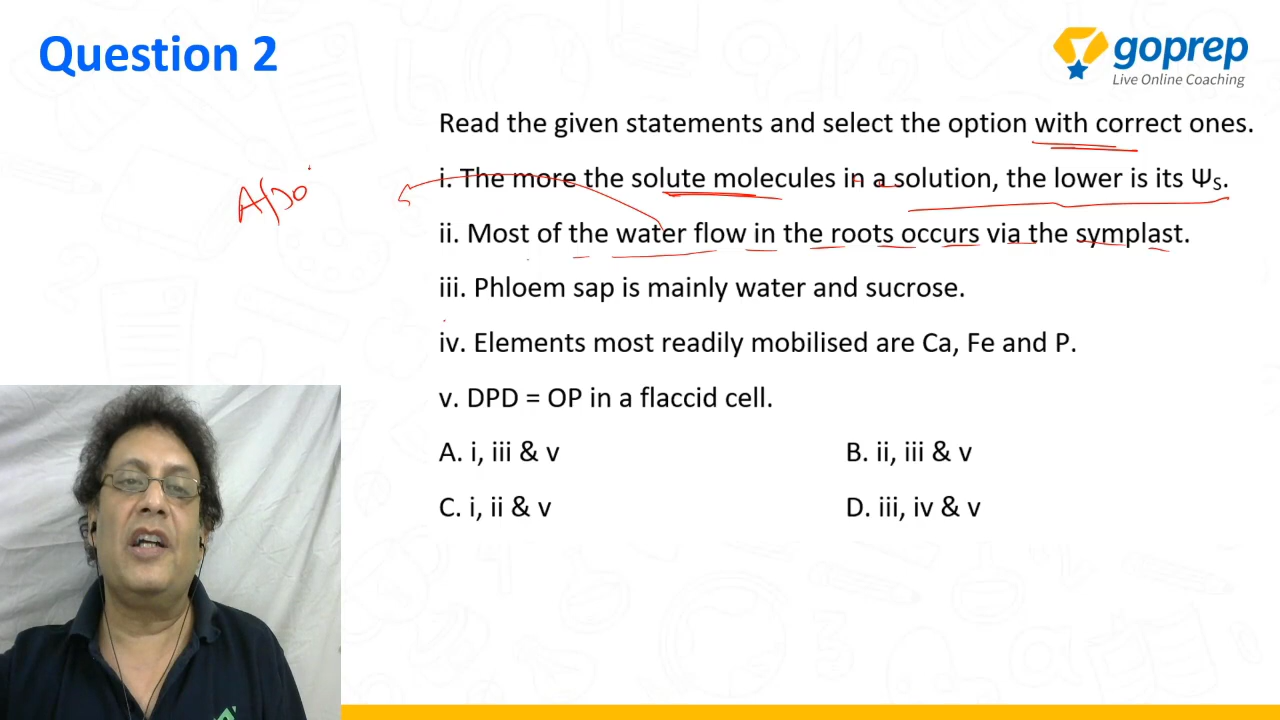 Question 2
goprep
Live Online Coaching
Read the given statements and select the option with correct ones.
i. The more the solute molecules in a solution, the lower is its Ψs.
ii. Most of the water flow in the roots occurs via the symplast.
iii. Phloem sap is mainly water and sucrose.
iv. Elements most readily mobilised are Ca, Fe and P.
v. DPD = OP in a flaccid cell.
A. i, iii & v
B. ii, iii & v
C. i, ii & v
D. iii, iv & v